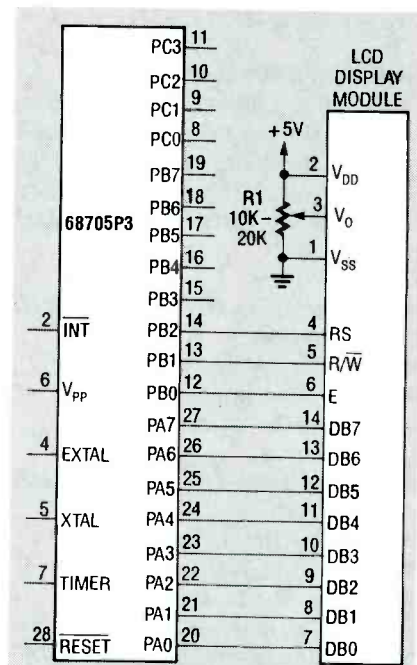 PC3 11
PC2 10
PC1 9
PC0 8
PB7 19
PB6 18
68705P3
PB5 17
PB4 16
PB3 15
2 INT PB2 14
PB1 13
6 VPP PB0 12
PA7 27
4 EXTAL PA6 26
PA5 25
5 XTAL PA4 24
PA3 23
7 TIMER PA2 22
PA1 21
28 RESET PA0 20
LCD
DISPLAY
MODULE
+5V
2 VDD
R1
10K–
20K
3 VO
1 VSS
4 RS
5 R/W
6 E
14 DB7
13 DB6
12 DB5
11 DB4
10 DB3
9 DB2
8 DB1
7 DB0